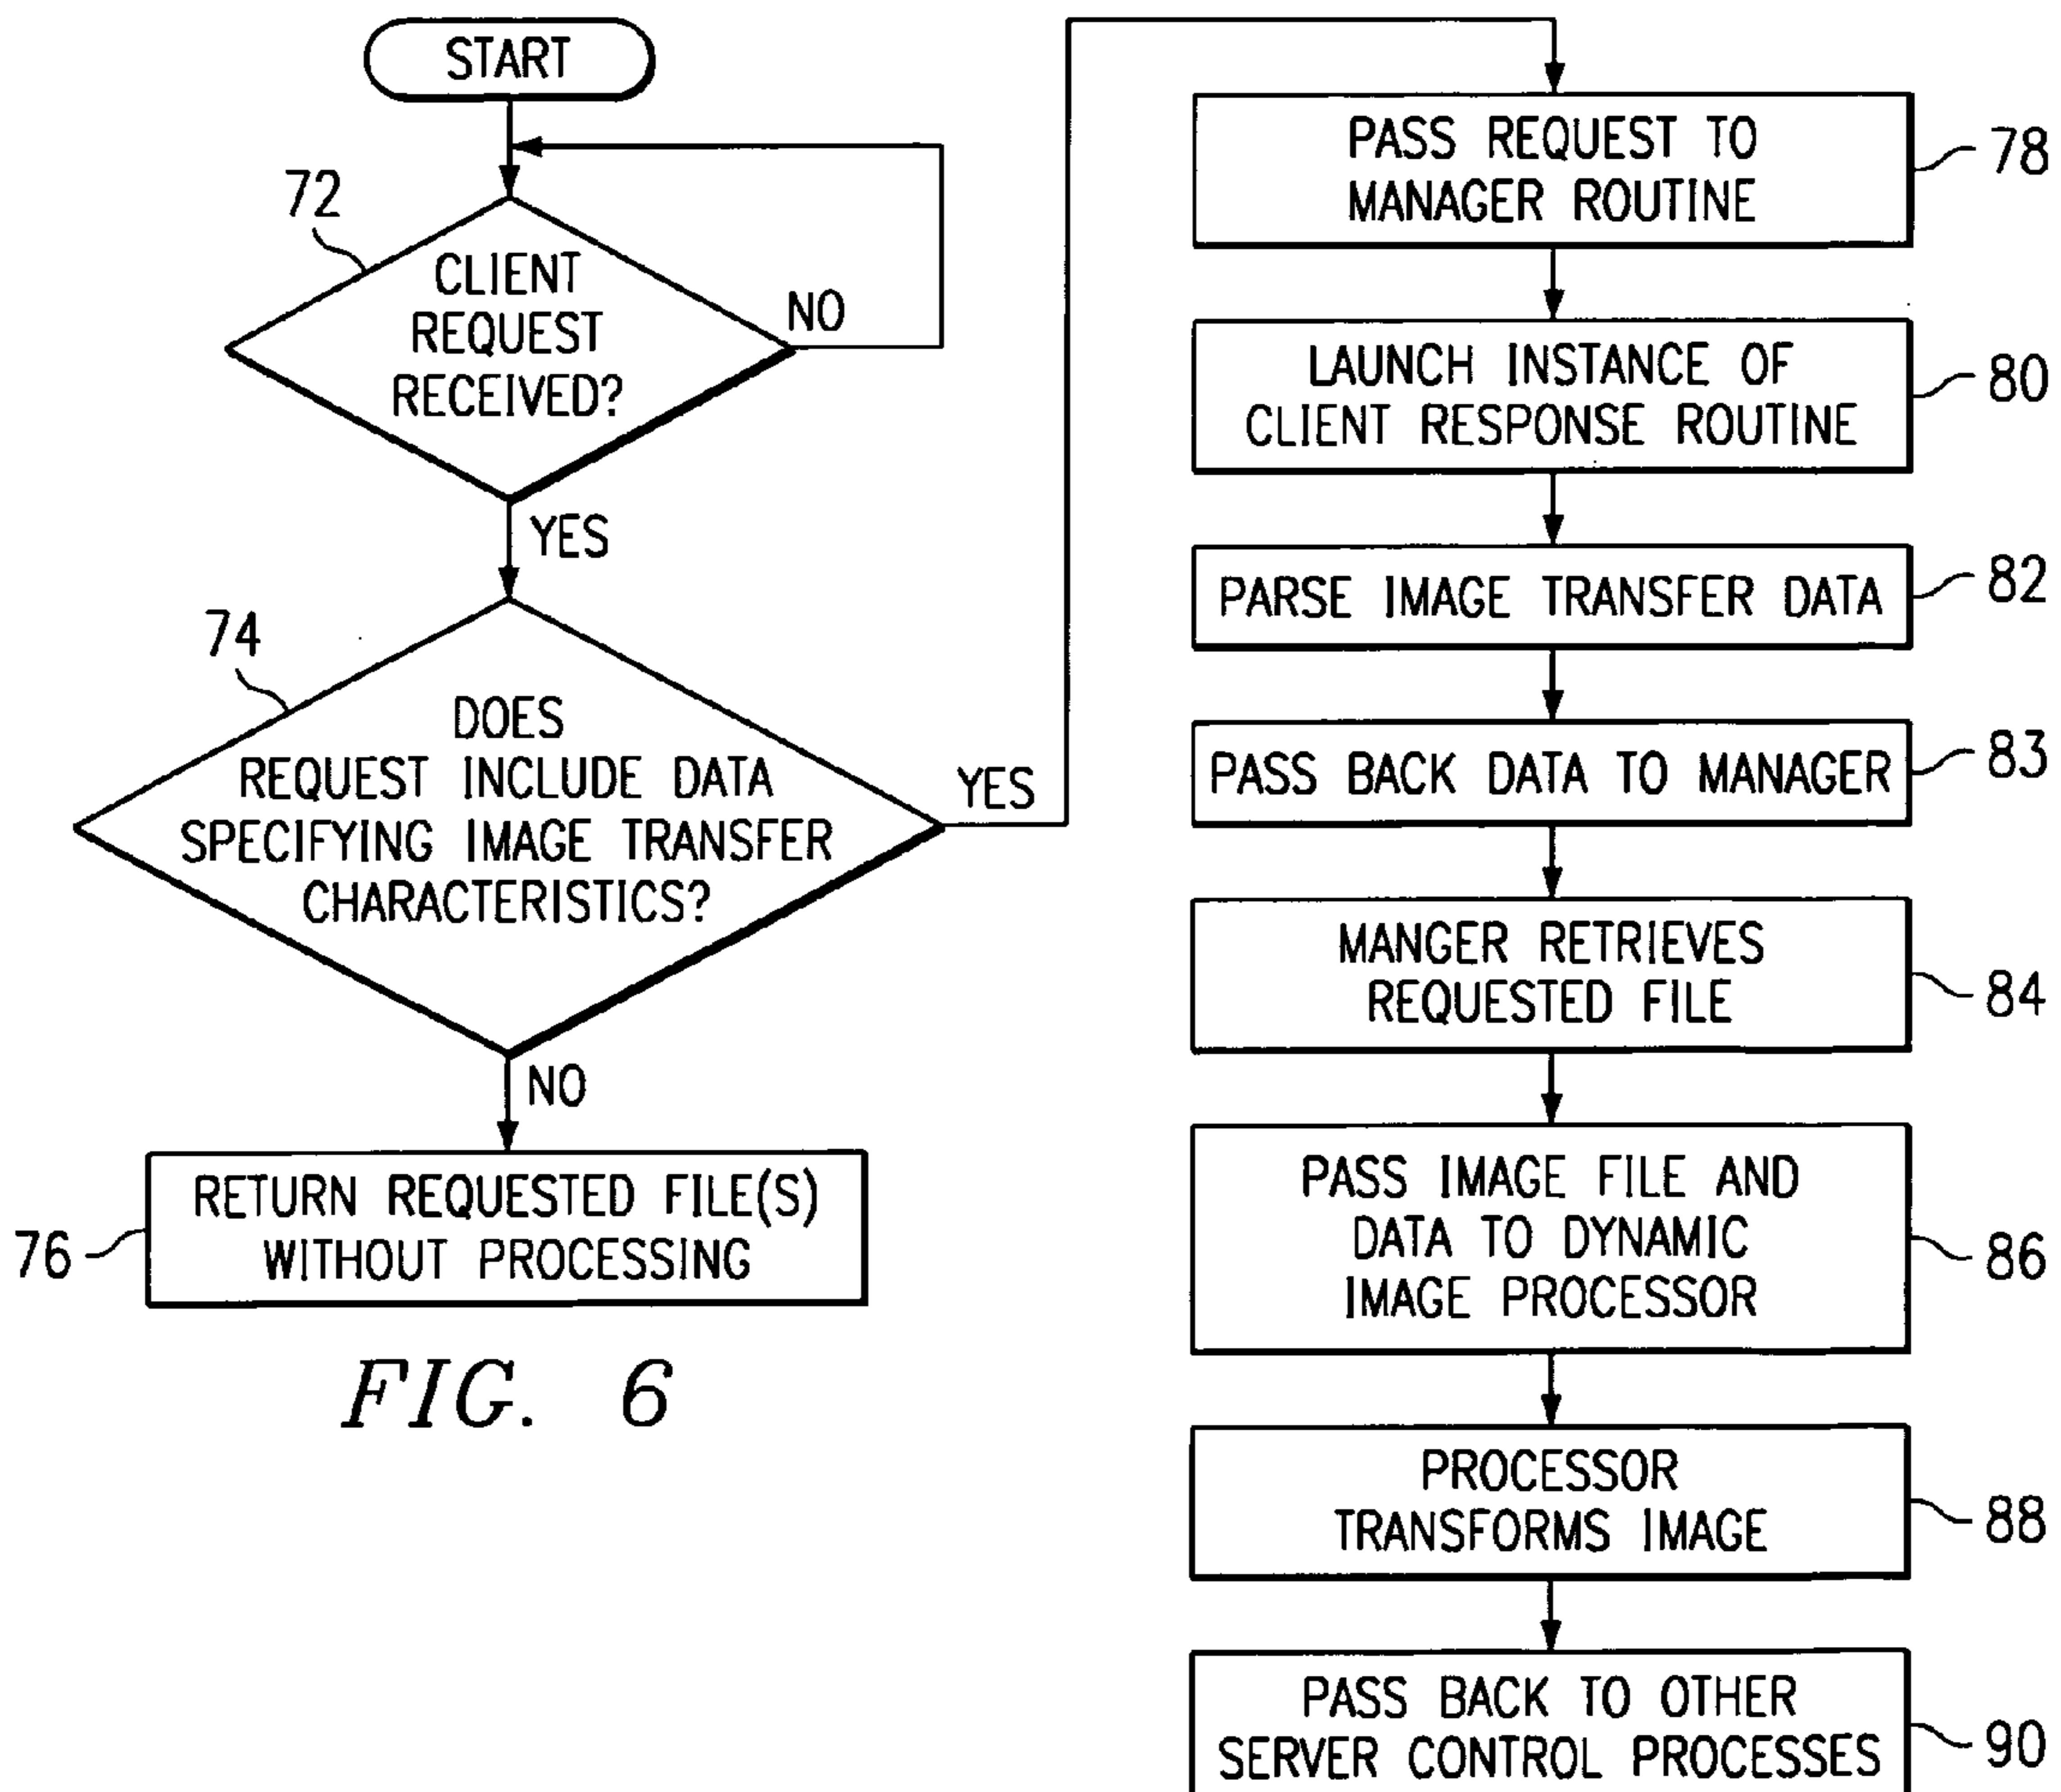 START
72
CLIENT
REQUEST
RECEIVED?
NO
YES
74
DOES
REQUEST INCLUDE DATA
SPECIFYING IMAGE TRANSFER
CHARACTERISTICS?
YES
NO
RETURN REQUESTED FILE(S)
WITHOUT PROCESSING
76
FIG. 6
PASS REQUEST TO
MANAGER ROUTINE
78
LAUNCH INSTANCE OF
CLIENT RESPONSE ROUTINE
80
PARSE IMAGE TRANSFER DATA
82
PASS BACK DATA TO MANAGER
83
MANGER RETRIEVES
REQUESTED FILE
84
PASS IMAGE FILE AND
DATA TO DYNAMIC
IMAGE PROCESSOR
86
PROCESSOR
TRANSFORMS IMAGE
88
PASS BACK TO OTHER
SERVER CONTROL PROCESSES
90